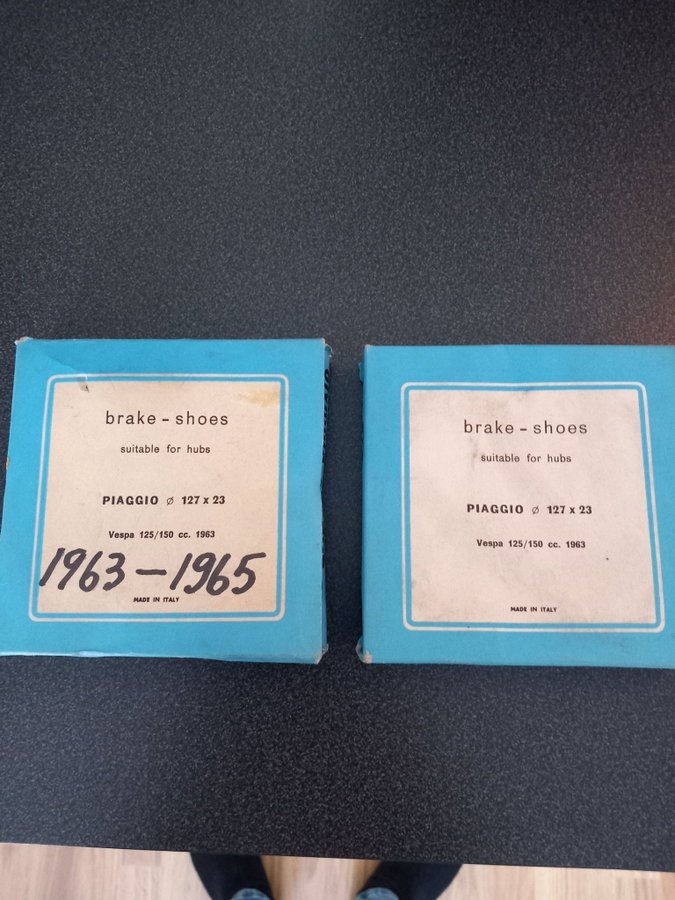 brake - shoes
suitable for hubs
PIAGGIO ⌀ 127 x 23
Vespa 125/150 cc. 1963
1963-1965
MADE IN ITALY
brake - shoes
suitable for hubs
PIAGGIO ⌀ 127 x 23
Vespa 125/150 cc. 1963
MADE IN ITALY